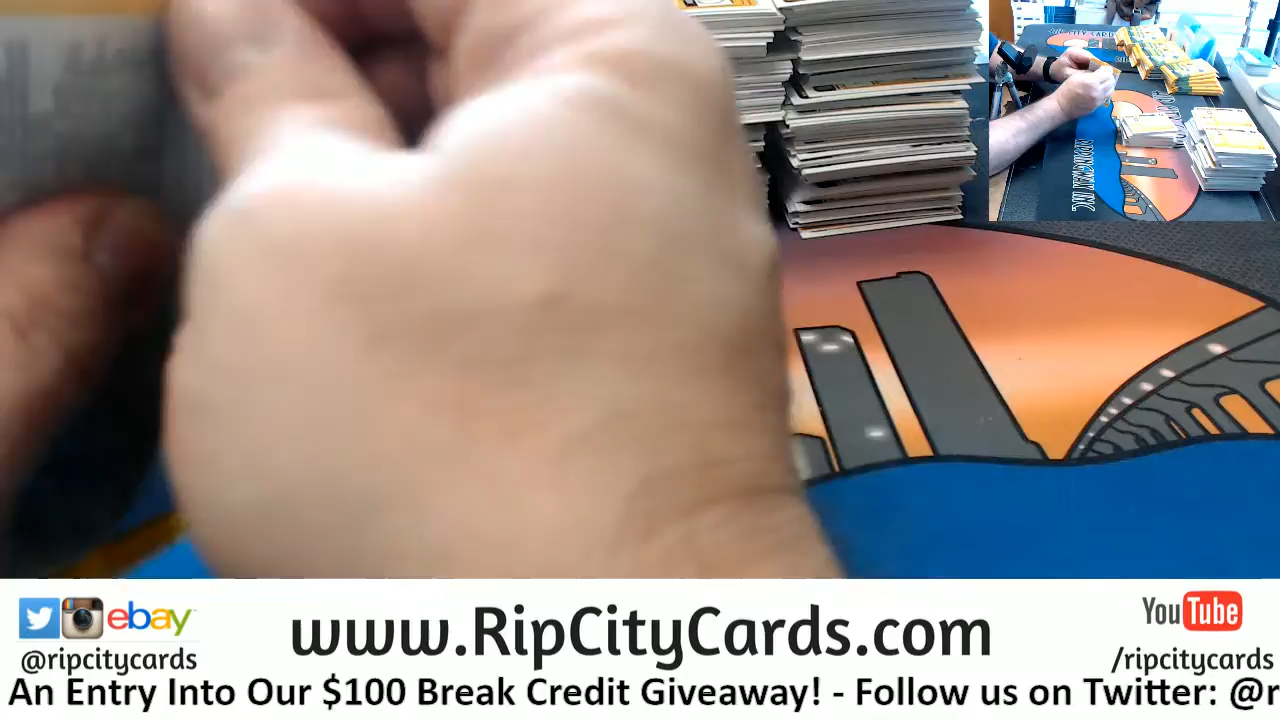 ebay
@ripcitycards
www.RipCityCards.com
YouTube
/ripcitycards
An Entry Into Our $100 Break Credit Giveaway! - Follow us on Twitter: @r